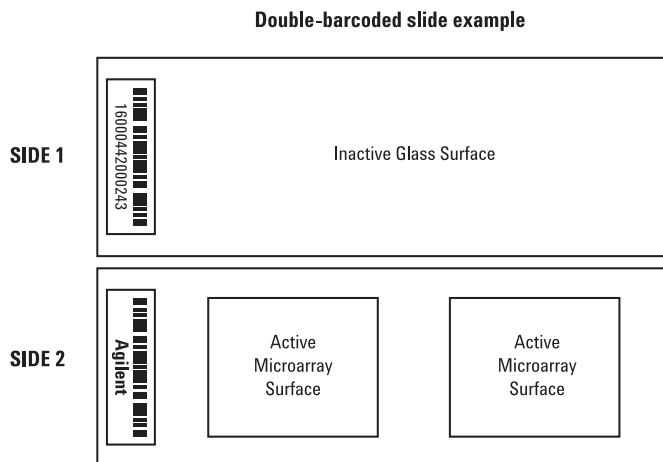 Double-barcoded slide example
SIDE 1
16000442000243
Inactive Glass Surface
SIDE 2
Agilent
Active
Microarray
Surface
Active
Microarray
Surface